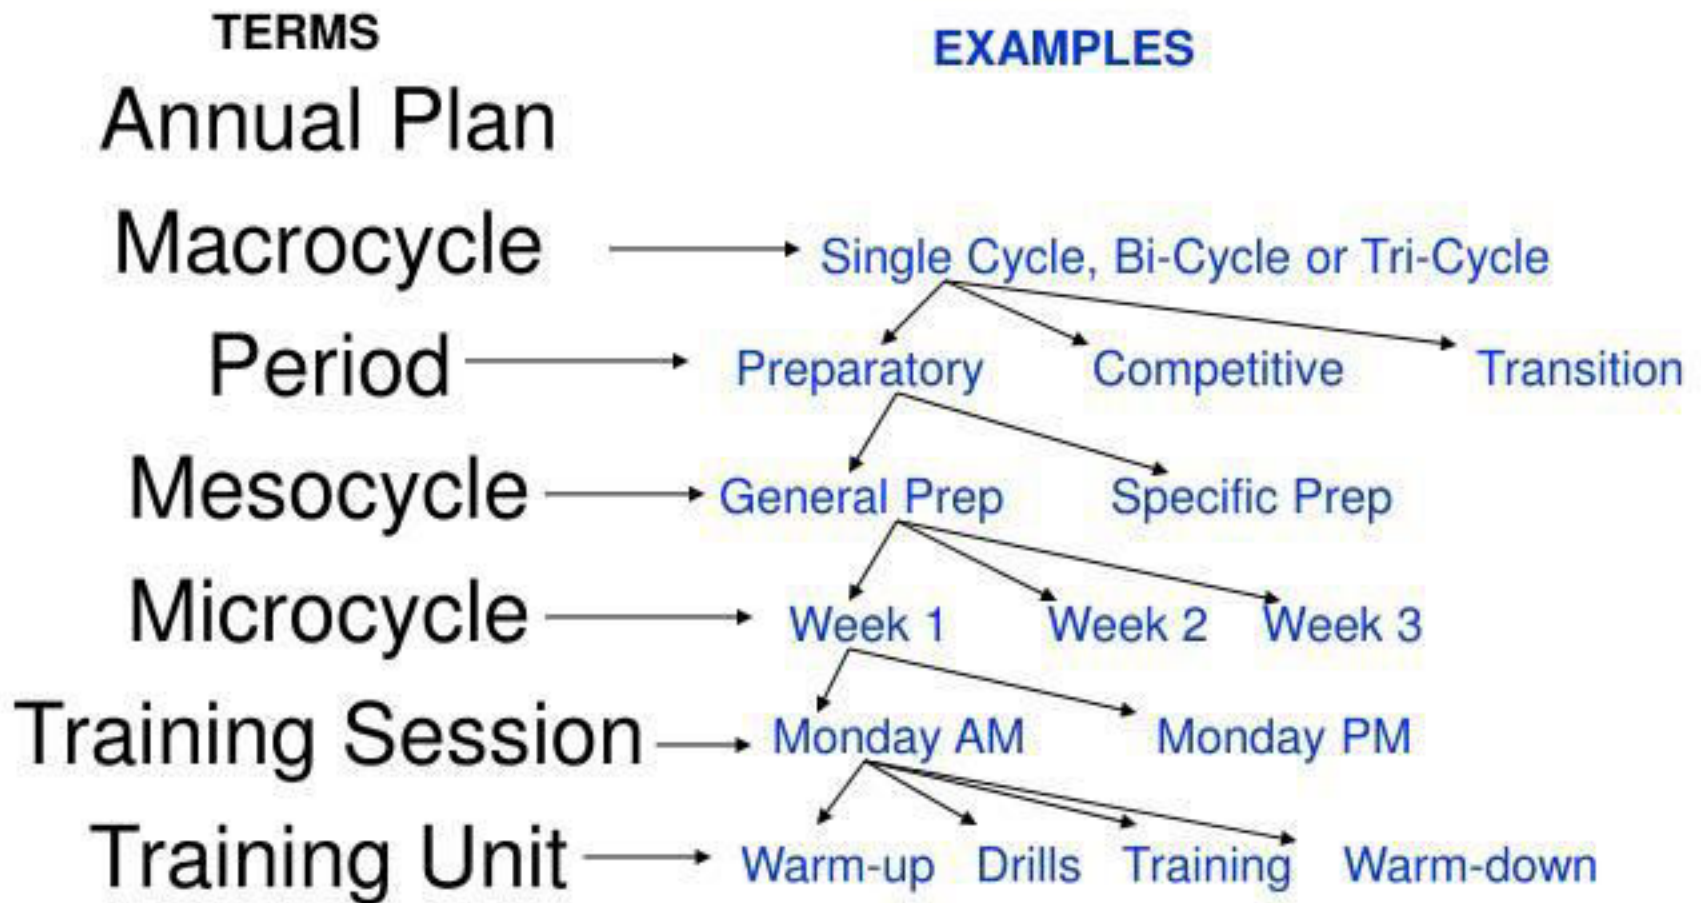 TERMS
EXAMPLES
Annual Plan
Macrocycle Single Cycle, Bi-Cycle or Tri-Cycle
Period Preparatory Competitive Transition
Mesocycle General Prep Specific Prep
Microcycle Week 1 Week 2 Week 3
Training Session Monday AM Monday PM
Training Unit Warm-up Drills Training Warm-down